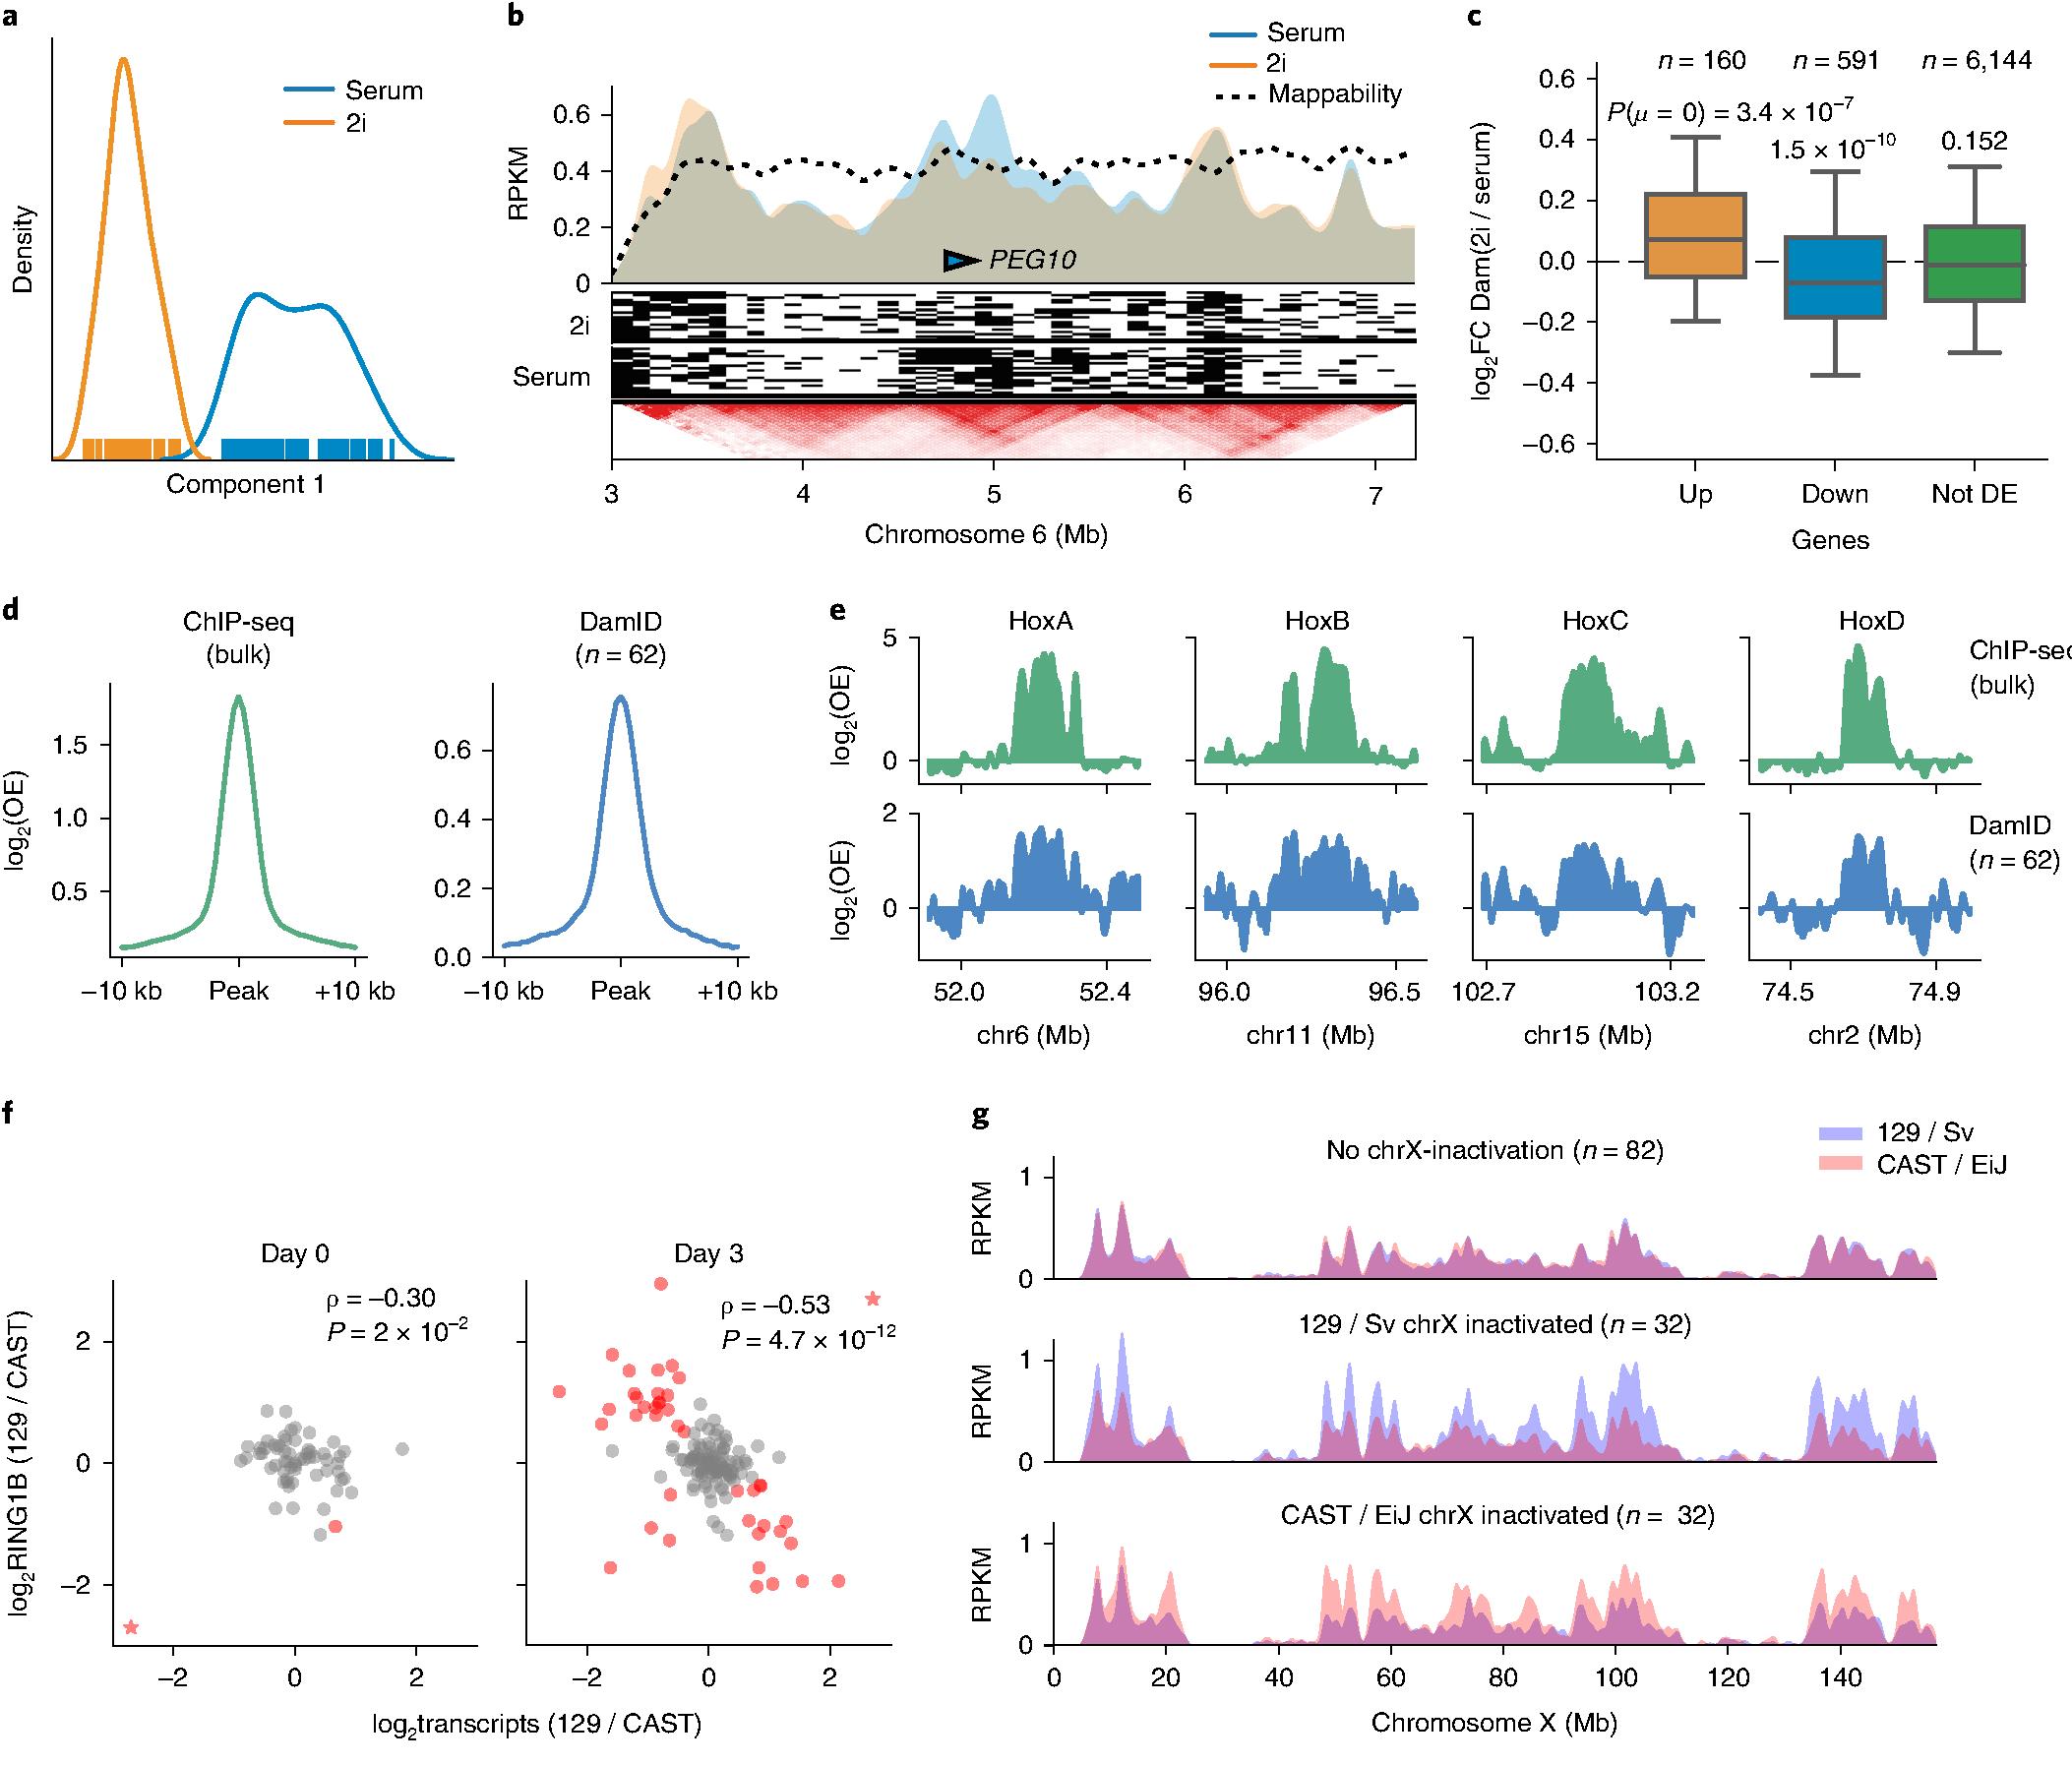 a
Serum
2i
Density
Component 1
b
Serum
2i
Mappability
RPKM
0.6
0.4
0.2
0
PEG10
2i
Serum
3 4 5 6 7
Chromosome 6 (Mb)
c
n = 160 n = 591 n = 6,144
P(μ = 0) = 3.4 × 10⁻⁷
1.5 × 10⁻¹⁰
0.152
log₂FC Dam(2i / serum)
0.6
0.4
0.2
0.0
–0.2
–0.4
–0.6
Up Down Not DE
Genes
d
ChIP-seq
(bulk)
log₂(OE)
1.5
1.0
0.5
–10 kb Peak +10 kb
DamID
(n = 62)
0.6
0.4
0.2
0.0
–10 kb Peak +10 kb
e
HoxA HoxB HoxC HoxD
log₂(OE)
5
0
ChIP-sec
(bulk)
log₂(OE)
2
0
DamID
(n = 62)
52.0 52.4 96.0 96.5 102.7 103.2 74.5 74.9
chr6 (Mb) chr11 (Mb) chr15 (Mb) chr2 (Mb)
f
Day 0
ρ = –0.30
P = 2 × 10⁻²
Day 3
ρ = –0.53
P = 4.7 × 10⁻¹²
log₂RING1B (129 / CAST)
2
0
–2
–2 0 2 –2 0 2
log₂transcripts (129 / CAST)
g
129 / Sv
CAST / EiJ
No chrX-inactivation (n = 82)
RPKM
1
0
129 / Sv chrX inactivated (n = 32)
RPKM
1
0
CAST / EiJ chrX inactivated (n = 32)
RPKM
1
0
0 20 40 60 80 100 120 140
Chromosome X (Mb)